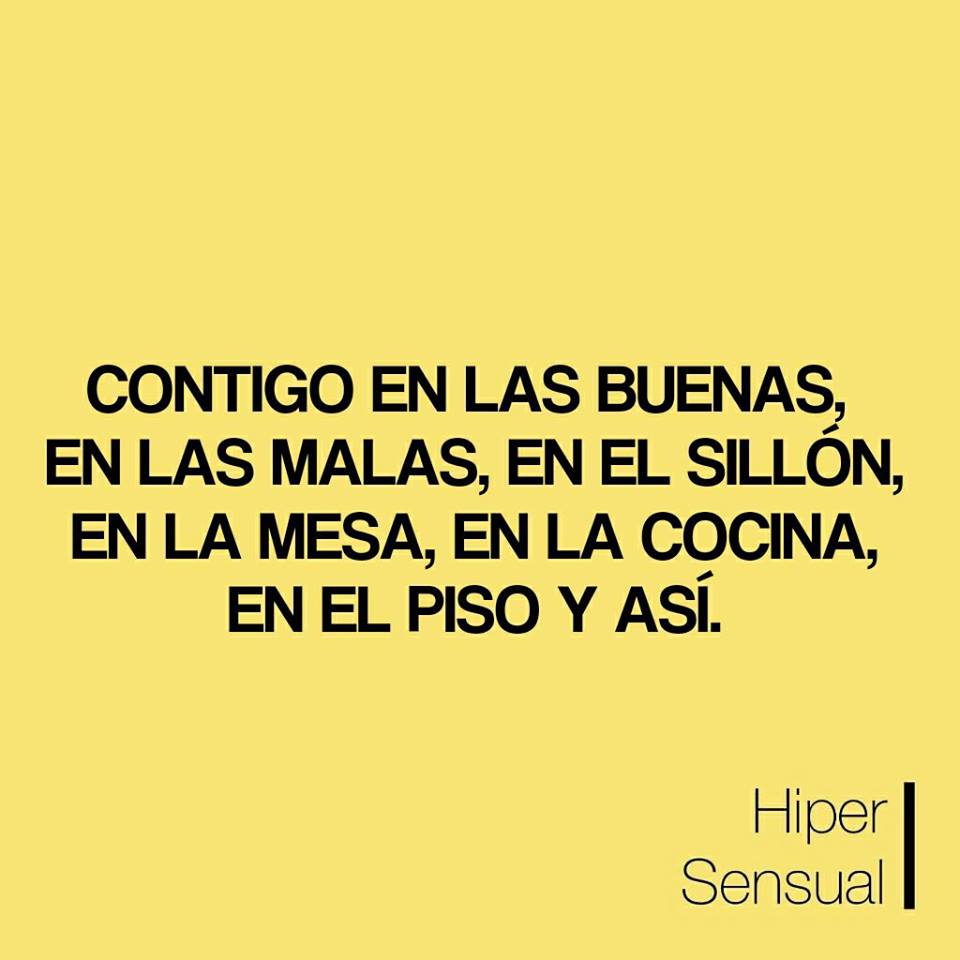 CONTIGO EN LAS BUENAS,
EN LAS MALAS, EN EL SILLÓN,
EN LA MESA, EN LA COCINA,
EN EL PISO Y ASÍ.
Hiper
Sensual